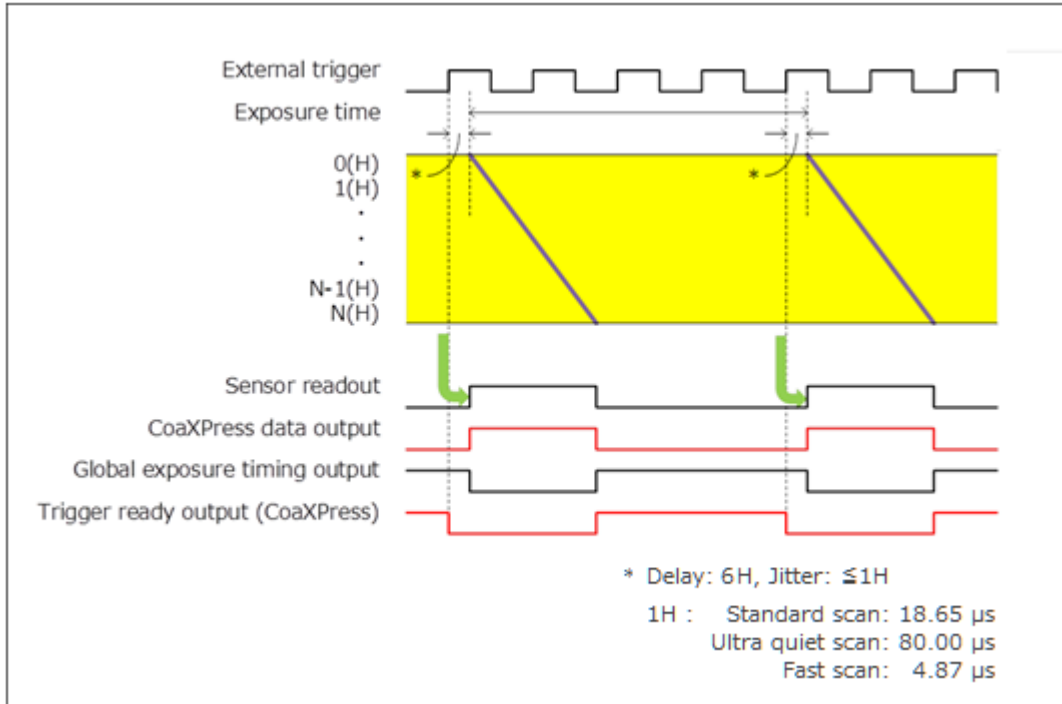 External trigger
Exposure time
0(H)
*
*
1(H)
.
.
.
N-1(H)
N(H)
Sensor readout
CoaXPress data output
Global exposure timing output
Trigger ready output (CoaXPress)
* Delay: 6H, Jitter: ≦1H
1H : Standard scan: 18.65 µs
Ultra quiet scan: 80.00 µs
Fast scan: 4.87 µs